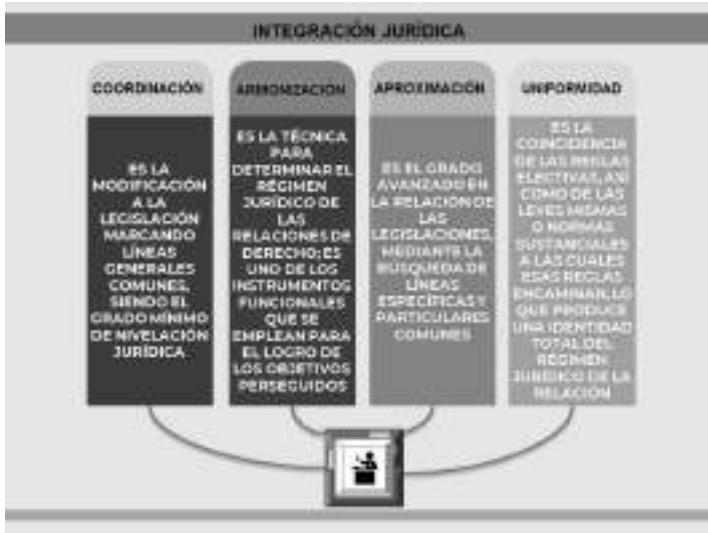 INTEGRACIÓN JURÍDICA
COORDINACIÓN
ES LA
MODIFICACIÓN
A LA
LEGISLACIÓN
MARCANDO
LÍNEAS
GENERALES
COMUNES,
SIENDO EL
GRADO MÍNIMO
DE NIVELACIÓN
JURÍDICA
ARMONIZACIÓN
ES LA TÉCNICA
PARA
DETERMINAR EL
RÉGIMEN
JURÍDICO DE
LAS
RELACIONES DE
DERECHO; ES
UNO DE LOS
INSTRUMENTOS
FUNCIONALES
QUE SE
EMPLEAN PARA
EL LOGRO DE
LOS OBJETIVOS
PERSEGUIDOS
APROXIMACIÓN
ES EL GRADO
AVANZADO EN
LA RELACIÓN DE
LAS
LEGISLACIONES,
MEDIANTE LA
BÚSQUEDA DE
LÍNEAS
ESPECÍFICAS Y
PARTICULARES
COMUNES
UNIFORMIDAD
ES LA
COINCIDENCIA
DE LAS REGLAS
ELECTIVAS, ASÍ
COMO DE LAS
LEYES MISMAS
O NORMAS
SUSTANCIALES
A LAS CUALES
ESAS REGLAS
ENCAMINAN, LO
QUE PRODUCE
UNA IDENTIDAD
TOTAL DEL
RÉGIMEN
JURÍDICO DE LA
RELACIÓN